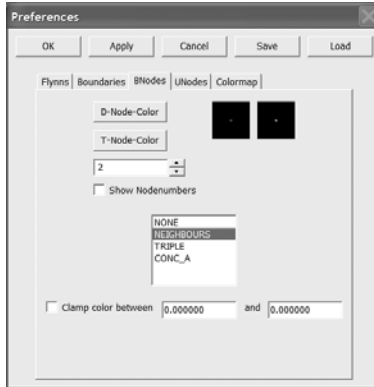 Preferences
OK Apply Cancel Save Load
Flynns Boundaries BNodes UNodes Colormap
D-Node-Color
T-Node-Color
2
Show Nodenumbers
NONE
NEIGHBOURS
TRIPLE
CONC_A
Clamp color between 0.000000 and 0.000000